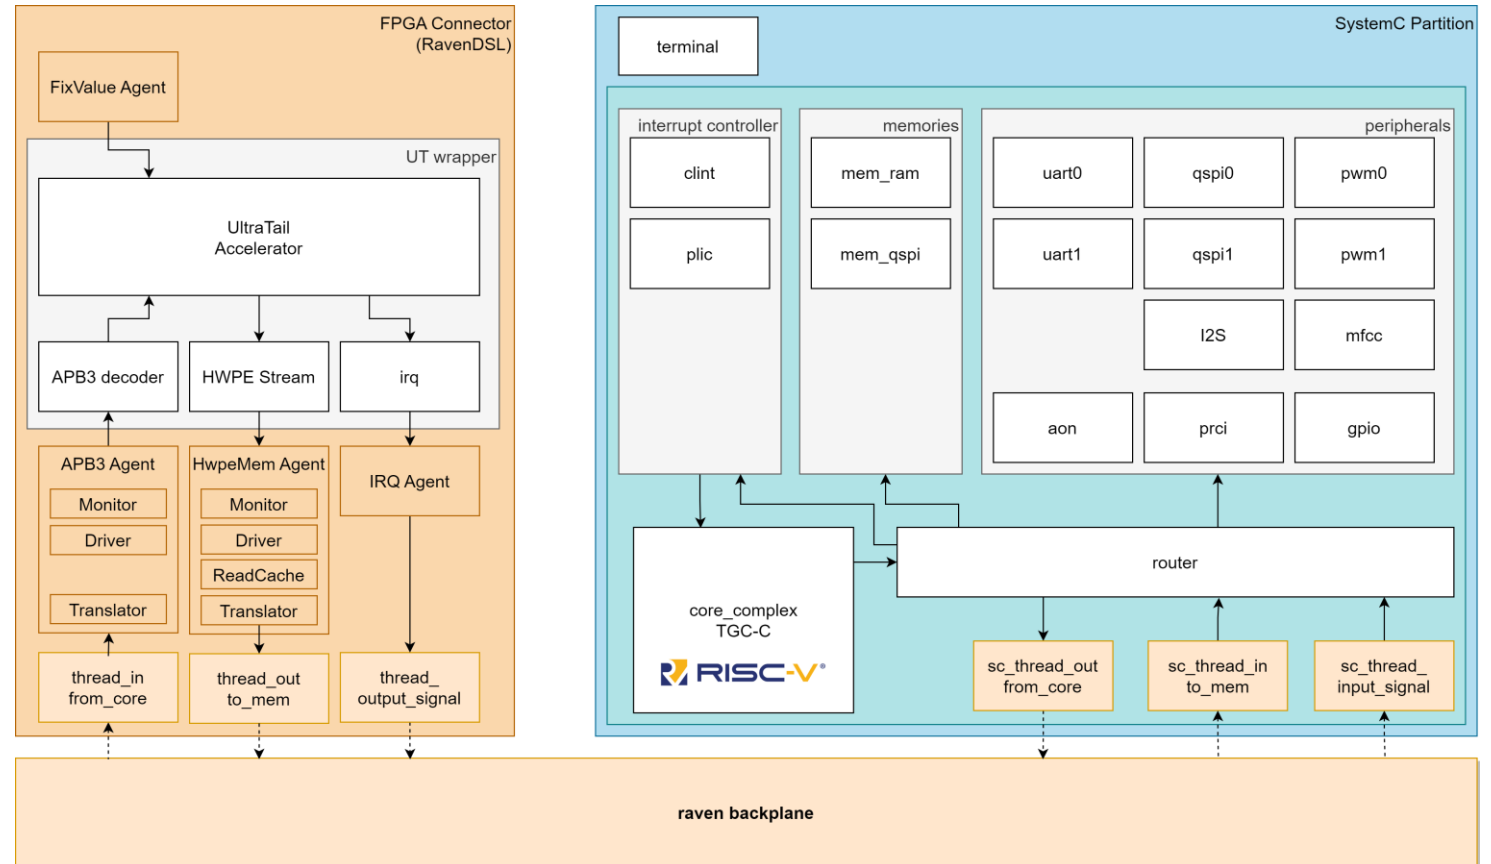 FPGA Connector
(RavenDSL)
FixValue Agent
UT wrapper
UltraTail
Accelerator
APB3 decoder
HWPE Stream
irq
APB3 Agent
Monitor
Driver
Translator
HwpeMem Agent
Monitor
Driver
ReadCache
Translator
IRQ Agent
thread_in
from_core
thread_out
to_mem
thread_
output_signal
SystemC Partition
terminal
interrupt controller
clint
plic
memories
mem_ram
mem_qspi
peripherals
uart0
qspi0
pwm0
uart1
qspi1
pwm1
I2S
mfcc
aon
prci
gpio
core_complex
TGC-C
RISC-V®
router
sc_thread_out
from_core
sc_thread_in
to_mem
sc_thread_
input_signal
raven backplane